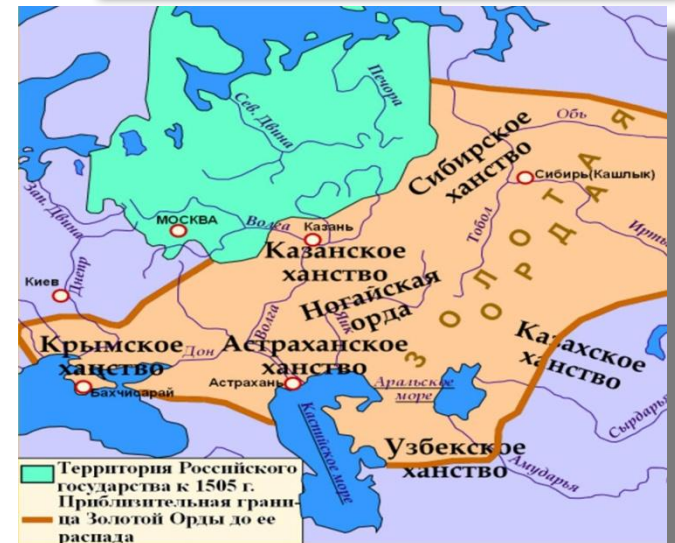 Печора
Сев. Двина
Обь
Сибирское
ханство
Сибирь(Кашлык)
ЗОЛОТАЯ
ОРДА
Зап. Двина
МОСКВА
Волга
Казань
Тобол
Казанское
ханство
Киев
Днепр
Ногайская
орда
Яик
Волга
Крымское
ханство
Дон
Астраханское
ханство
Астрахань
Бахчисарай
Казахское
ханство
Аральское
море
Каспийское море
Сырдарья
Узбекское
ханство
Амударья
Территория Российского
государства к 1505 г.
Приблизительная грани-
ца Золотой Орды до ее
распада